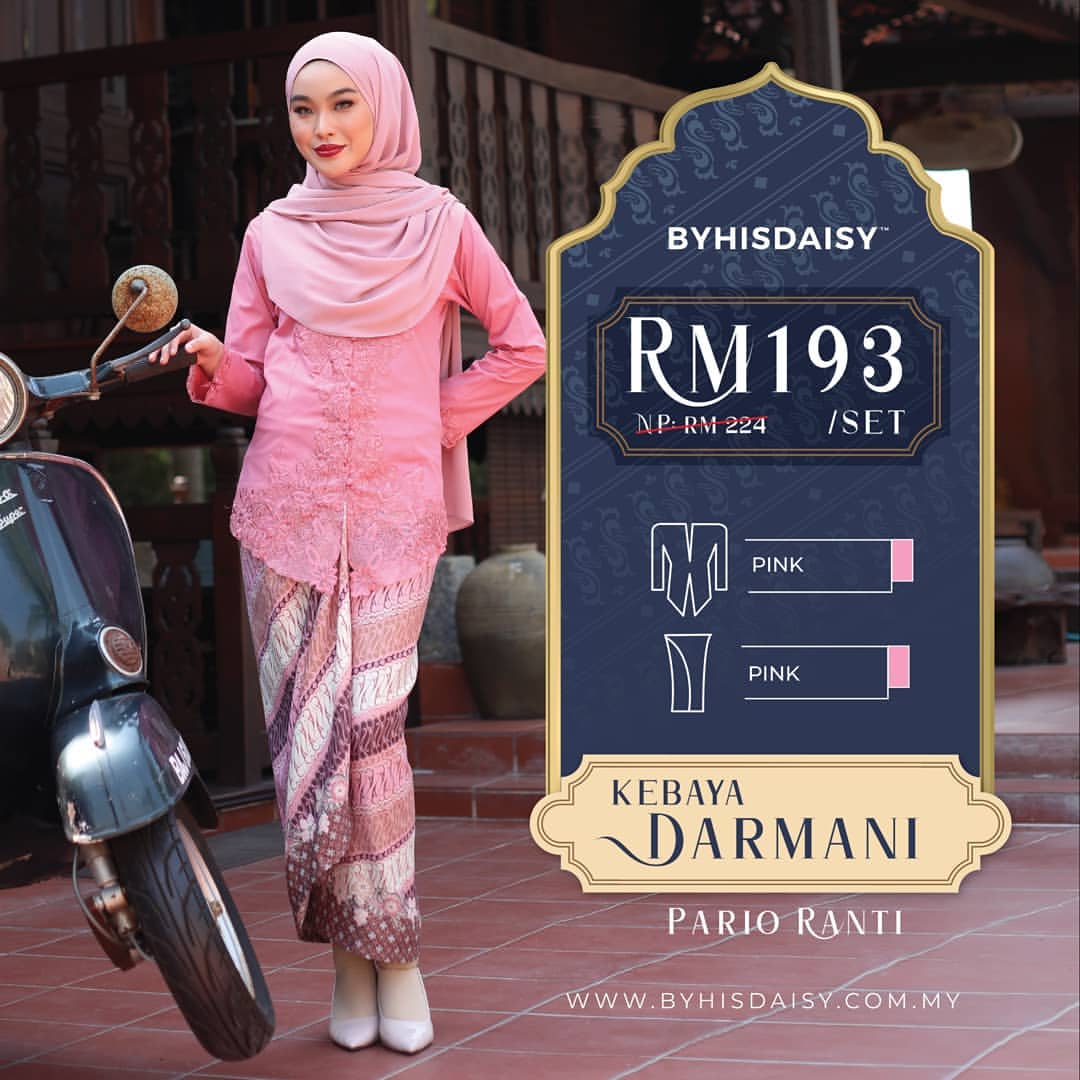 BYHISDAISY™
RM193
NP: RM 224
/SET
PINK
PINK
KEBAYA
DARMANI
PARIO RANTI
WWW.BYHISDAISY.COM.MY